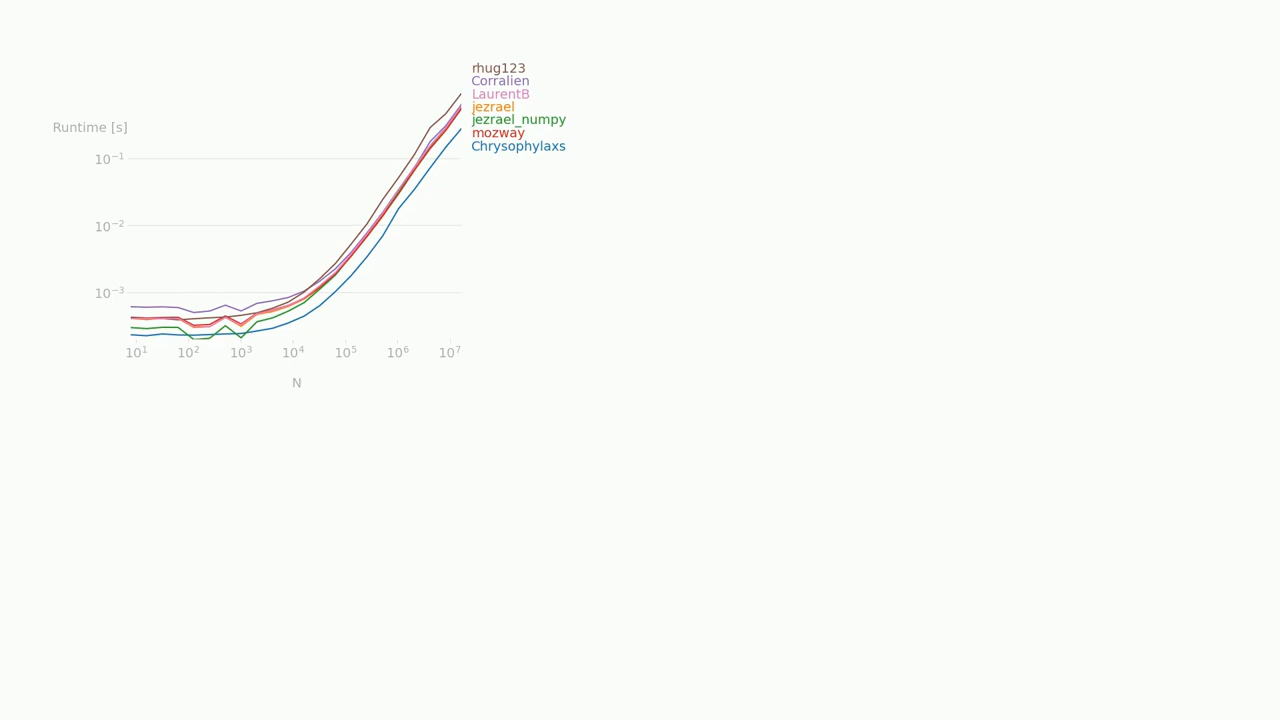 rhug123
Corralien
LaurentB
jezrael
jezrael_numpy
mozway
Chrysophylaxs
Runtime [s]
10⁻¹
10⁻²
10⁻³
10¹ 10² 10³ 10⁴ 10⁵ 10⁶ 10⁷
N